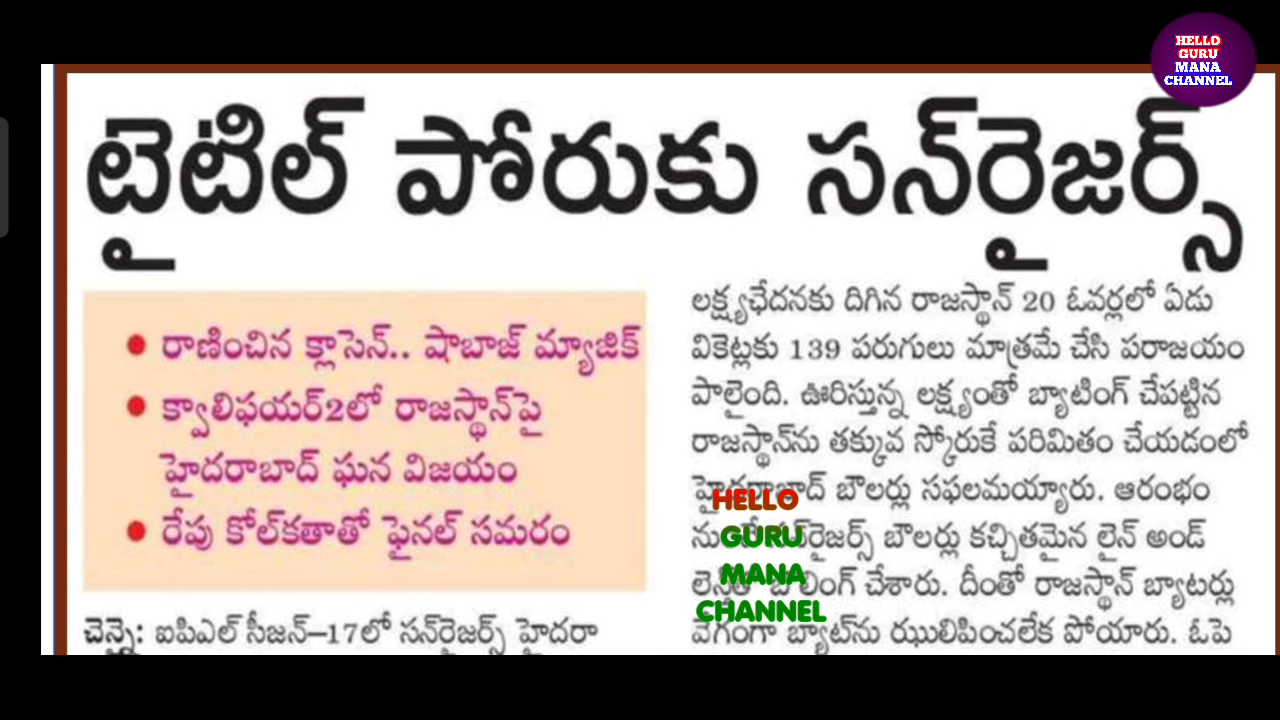 HELLO
GURU
MANA
CHANNEL
టైటిల్ పోరుకు సన్‌రైజర్స్
• రాణించిన క్లాసెన్.. షాబాజ్ మ్యాజిక్
• క్వాలిఫయర్2లో రాజస్థాన్‌పై
హైదరాబాద్ ఘన విజయం
• రేపు కోల్‌కతాతో ఫైనల్ సమరం
చెన్నై: ఐపిఎల్ సీజన్–17లో సన్‌రైజర్స్ హైదరా
లక్ష్యఛేదనకు దిగిన రాజస్థాన్ 20 ఓవర్లలో ఏడు
వికెట్లకు 139 పరుగులు మాత్రమే చేసి పరాజయం
పాలైంది. ఊరిస్తున్న లక్ష్యంతో బ్యాటింగ్ చేపట్టిన
రాజస్థాన్‌ను తక్కువ స్కోరుకే పరిమితం చేయడంలో
హైదరాబాద్ బౌలర్లు సఫలమయ్యారు. ఆరంభం
బౌలర్లు కచ్చితమైన లైన్ అండ్
చేశారు. దీంతో రాజస్థాన్ బ్యాటర్లు
వేగంగా బ్యాట్‌ను ఝులిపించలేక పోయారు. ఓపె
HELLO
GURU
MANA
CHANNEL